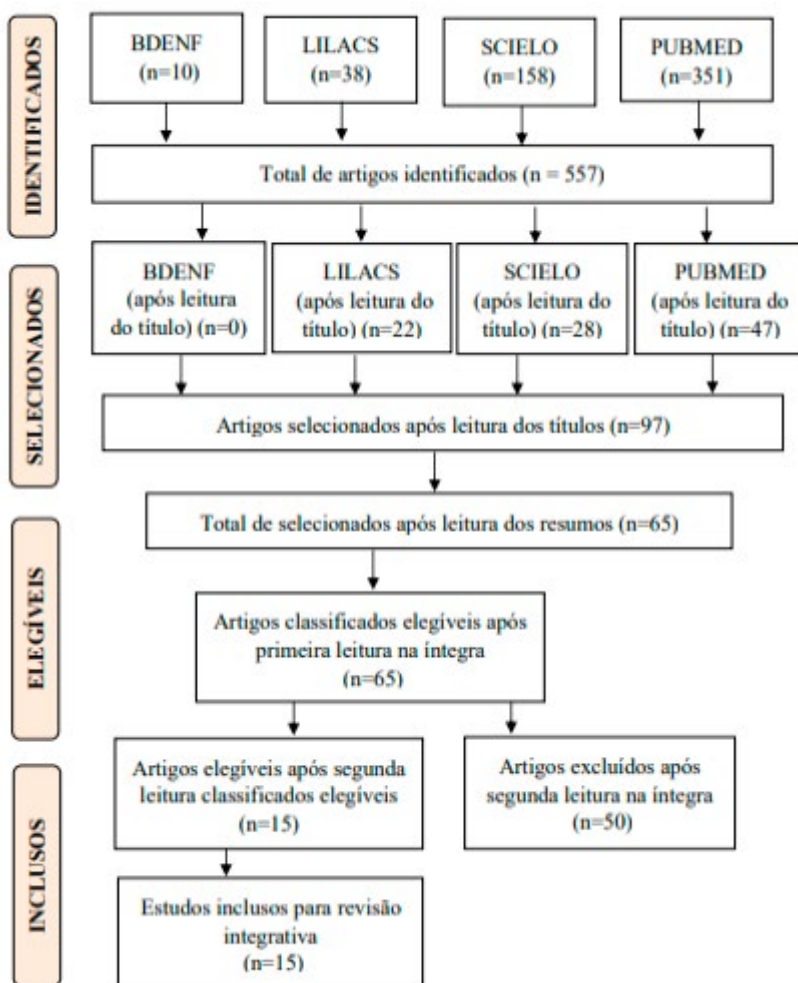 IDENTIFICADOS
BDENF
(n=10)
LILACS
(n=38)
SCIELO
(n=158)
PUBMED
(n=351)
Total de artigos identificados (n = 557)
SELECIONADOS
BDENF
(após leitura
do título) (n=0)
LILACS
(após leitura do
título) (n=22)
SCIELO
(após leitura do
título) (n=28)
PUBMED
(após leitura do
título) (n=47)
Artigos selecionados após leitura dos títulos (n=97)
Total de selecionados após leitura dos resumos (n=65)
ELEGÍVEIS
Artigos classificados elegíveis após
primeira leitura na íntegra
(n=65)
Artigos elegíveis após segunda
leitura classificados elegíveis
(n=15)
Artigos excluídos após
segunda leitura na íntegra
(n=50)
INCLUSOS
Estudos inclusos para revisão
integrativa
(n=15)